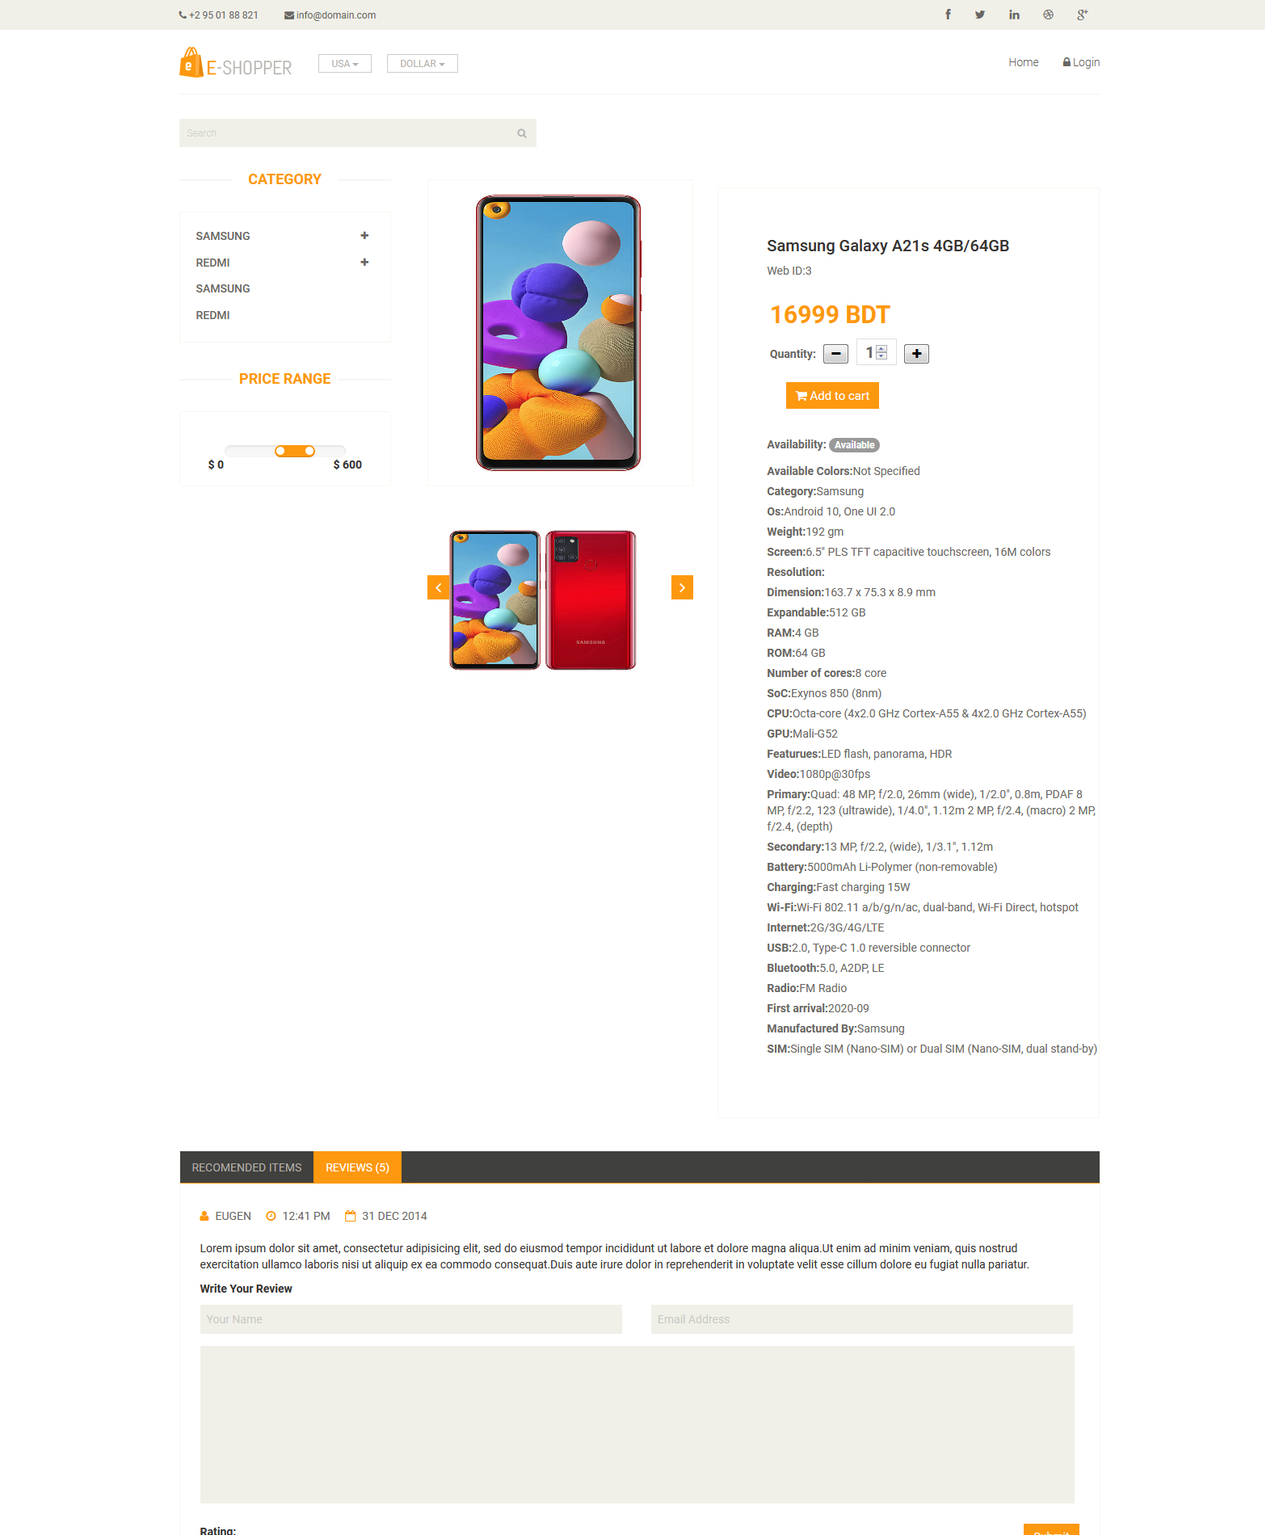 +2 95 01 88 821 info@domain.com
E-SHOPPER USA DOLLAR Home Login
Search
CATEGORY
SAMSUNG
REDMI
SAMSUNG
REDMI
PRICE RANGE
$ 0 $ 600
SAMSUNG
Samsung Galaxy A21s 4GB/64GB
Web ID:3
16999 BDT
Quantity: 1
Add to cart
Availability: Available
Available Colors:Not Specified
Category:Samsung
Os:Android 10, One UI 2.0
Weight:192 gm
Screen:6.5" PLS TFT capacitive touchscreen, 16M colors
Resolution:
Dimension:163.7 x 75.3 x 8.9 mm
Expandable:512 GB
RAM:4 GB
ROM:64 GB
Number of cores:8 core
SoC:Exynos 850 (8nm)
CPU:Octa-core (4x2.0 GHz Cortex-A55 & 4x2.0 GHz Cortex-A55)
GPU:Mali-G52
Featurues:LED flash, panorama, HDR
Video:1080p@30fps
Primary:Quad: 48 MP, f/2.0, 26mm (wide), 1/2.0", 0.8m, PDAF 8
MP, f/2.2, 123 (ultrawide), 1/4.0", 1.12m 2 MP, f/2.4, (macro) 2 MP,
f/2.4, (depth)
Secondary:13 MP, f/2.2, (wide), 1/3.1", 1.12m
Battery:5000mAh Li-Polymer (non-removable)
Charging:Fast charging 15W
Wi-Fi:Wi-Fi 802.11 a/b/g/n/ac, dual-band, Wi-Fi Direct, hotspot
Internet:2G/3G/4G/LTE
USB:2.0, Type-C 1.0 reversible connector
Bluetooth:5.0, A2DP, LE
Radio:FM Radio
First arrival:2020-09
Manufactured By:Samsung
SIM:Single SIM (Nano-SIM) or Dual SIM (Nano-SIM, dual stand-by)
RECOMENDED ITEMS REVIEWS (5)
EUGEN 12:41 PM 31 DEC 2014
Lorem ipsum dolor sit amet, consectetur adipisicing elit, sed do eiusmod tempor incididunt ut labore et dolore magna aliqua.Ut enim ad minim veniam, quis nostrud
exercitation ullamco laboris nisi ut aliquip ex ea commodo consequat.Duis aute irure dolor in reprehenderit in voluptate velit esse cillum dolore eu fugiat nulla pariatur.
Write Your Review
Your Name Email Address
Rating: Submit